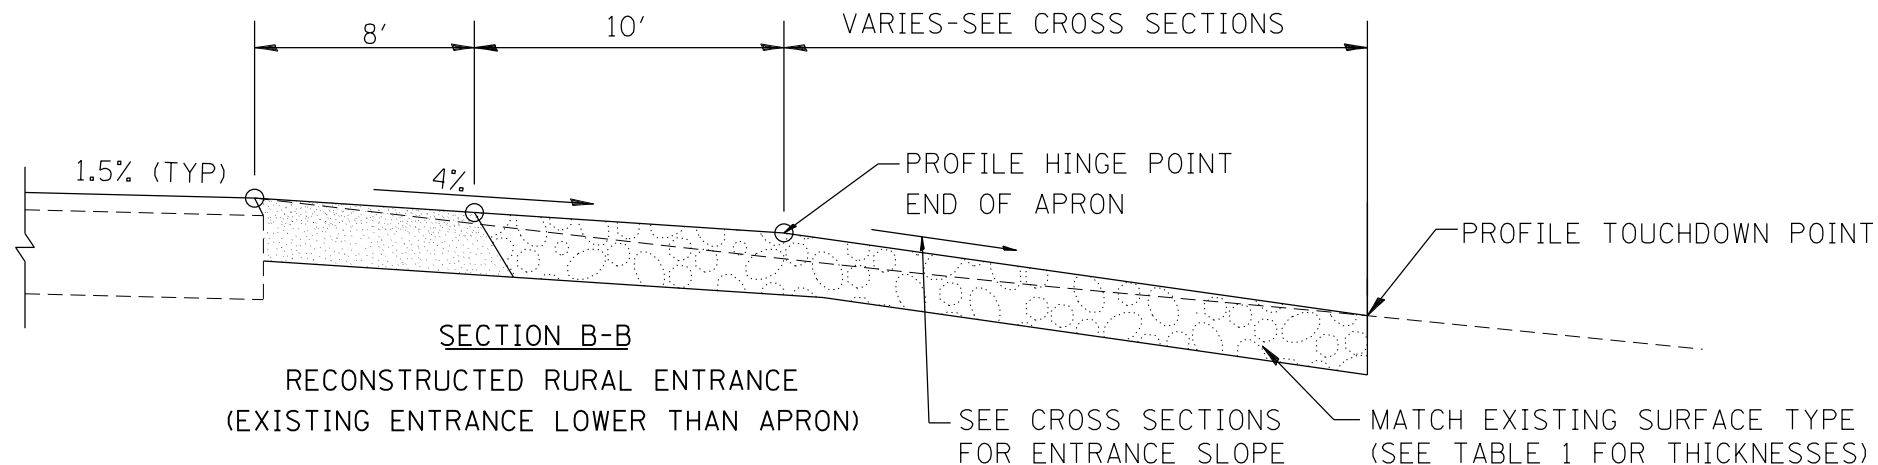 8'
10'
VARIES-SEE CROSS SECTIONS
1.5% (TYP)
4%
PROFILE HINGE POINT
END OF APRON
PROFILE TOUCHDOWN POINT
SECTION B-B
RECONSTRUCTED RURAL ENTRANCE
(EXISTING ENTRANCE LOWER THAN APRON)
SEE CROSS SECTIONS
FOR ENTRANCE SLOPE
MATCH EXISTING SURFACE TYPE
(SEE TABLE 1 FOR THICKNESSES)